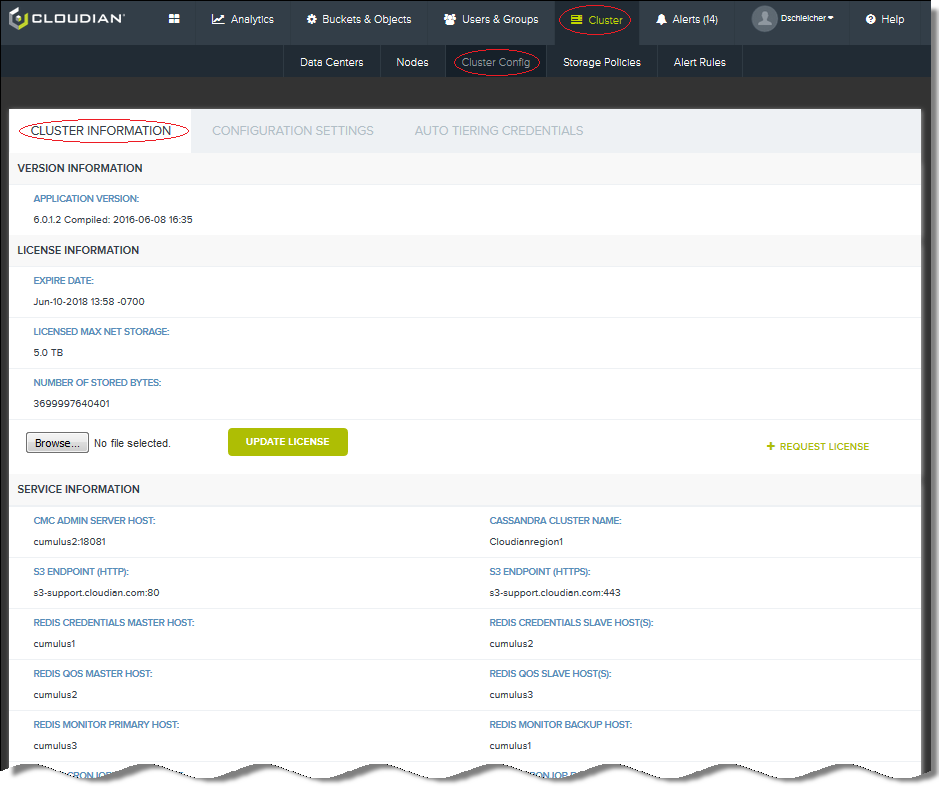 CLOUDIAN
Analytics
Buckets & Objects
Users & Groups
Cluster
Alerts (14)
Dschleicher
Help
Data Centers
Nodes
Cluster Config
Storage Policies
Alert Rules
CLUSTER INFORMATION
CONFIGURATION SETTINGS
AUTO TIERING CREDENTIALS
VERSION INFORMATION
APPLICATION VERSION:
6.0.1.2 Compiled: 2016-06-08 16:35
LICENSE INFORMATION
EXPIRE DATE:
Jun-10-2018 13:58 -0700
LICENSED MAX NET STORAGE:
5.0 TB
NUMBER OF STORED BYTES:
3699997640401
Browse... No file selected.
UPDATE LICENSE
+ REQUEST LICENSE
SERVICE INFORMATION
CMC ADMIN SERVER HOST:
CASSANDRA CLUSTER NAME:
cumulus2:18081
Cloudianregion1
S3 ENDPOINT (HTTP):
S3 ENDPOINT (HTTPS):
s3-support.cloudian.com:80
s3-support.cloudian.com:443
REDIS CREDENTIALS MASTER HOST:
REDIS CREDENTIALS SLAVE HOST(S):
cumulus1
cumulus2
REDIS QOS MASTER HOST:
REDIS QOS SLAVE HOST(S):
cumulus2
cumulus3
REDIS MONITOR PRIMARY HOST:
REDIS MONITOR BACKUP HOST:
cumulus3
cumulus1